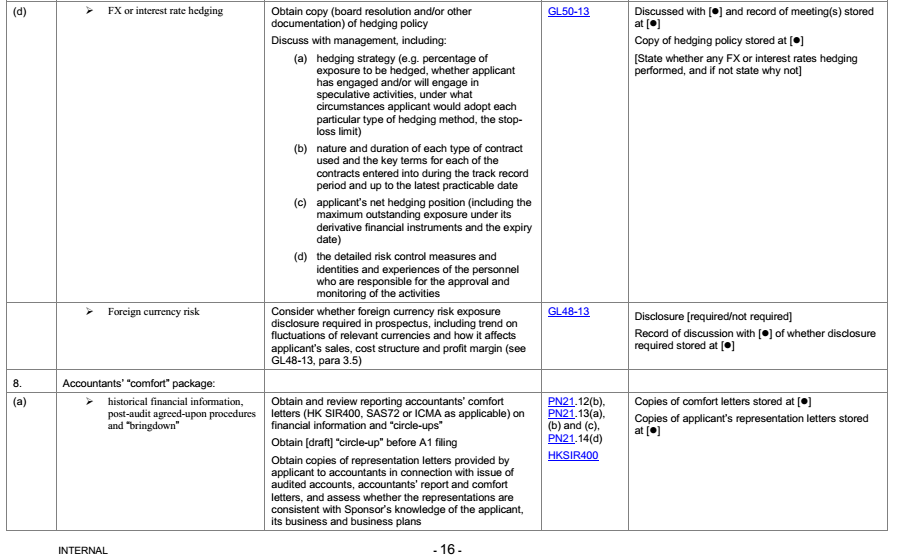 (d)
➢ FX or interest rate hedging
Obtain copy (board resolution and/or other
documentation) of hedging policy
Discuss with management, including:
(a) hedging strategy (e.g. percentage of
exposure to be hedged, whether applicant
has engaged and/or will engage in
speculative activities, under what
circumstances applicant would adopt each
particular type of hedging method, the stop-
loss limit)
(b) nature and duration of each type of contract
used and the key terms for each of the
contracts entered into during the track record
period and up to the latest practicable date
(c) applicant's net hedging position (including the
maximum outstanding exposure under its
derivative financial instruments and the expiry
date)
(d) the detailed risk control measures and
identities and experiences of the personnel
who are responsible for the approval and
monitoring of the activities
GL50-13
Discussed with [●] and record of meeting(s) stored
at [●]
Copy of hedging policy stored at [●]
[State whether any FX or interest rates hedging
performed, and if not state why not]
➢ Foreign currency risk
Consider whether foreign currency risk exposure
disclosure required in prospectus, including trend on
fluctuations of relevant currencies and how it affects
applicant's sales, cost structure and profit margin (see
GL48-13, para 3.5)
GL48-13
Disclosure [required/not required]
Record of discussion with [●] of whether disclosure
required stored at [●]
8. Accountants' "comfort" package:
(a)
➢ historical financial information,
post-audit agreed-upon procedures
and "bringdown"
Obtain and review reporting accountants' comfort
letters (HK SIR400, SAS72 or ICMA as applicable) on
financial information and "circle-ups"
Obtain [draft] "circle-up" before A1 filing
Obtain copies of representation letters provided by
applicant to accountants in connection with issue of
audited accounts, accountants' report and comfort
letters, and assess whether the representations are
consistent with Sponsor's knowledge of the applicant,
its business and business plans
PN21.12(b),
PN21.13(a),
(b) and (c),
PN21.14(d)
HKSIR400
Copies of comfort letters stored at [●]
Copies of applicant's representation letters stored
at [●]
INTERNAL
- 16 -